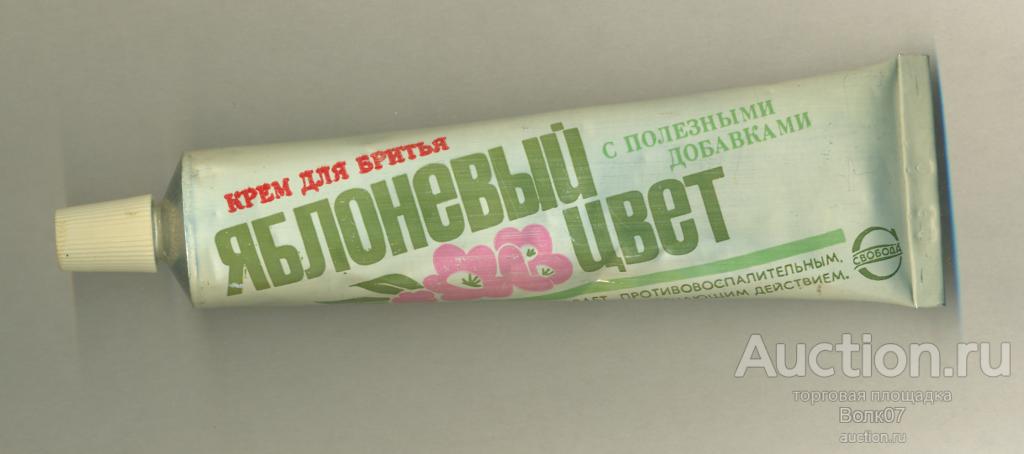 КРЕМ ДЛЯ БРИТЬЯ
ЯБЛОНЕВЫЙ
ЦВЕТ
С ПОЛЕЗНЫМИ
ДОБАВКАМИ
ПРОТИВОВОСПАЛИТЕЛЬНЫМ,
ДЕЙСТВИЕМ.
СВОБОДА
Auction.ru
торговая площадка
Волк07
auction.ru